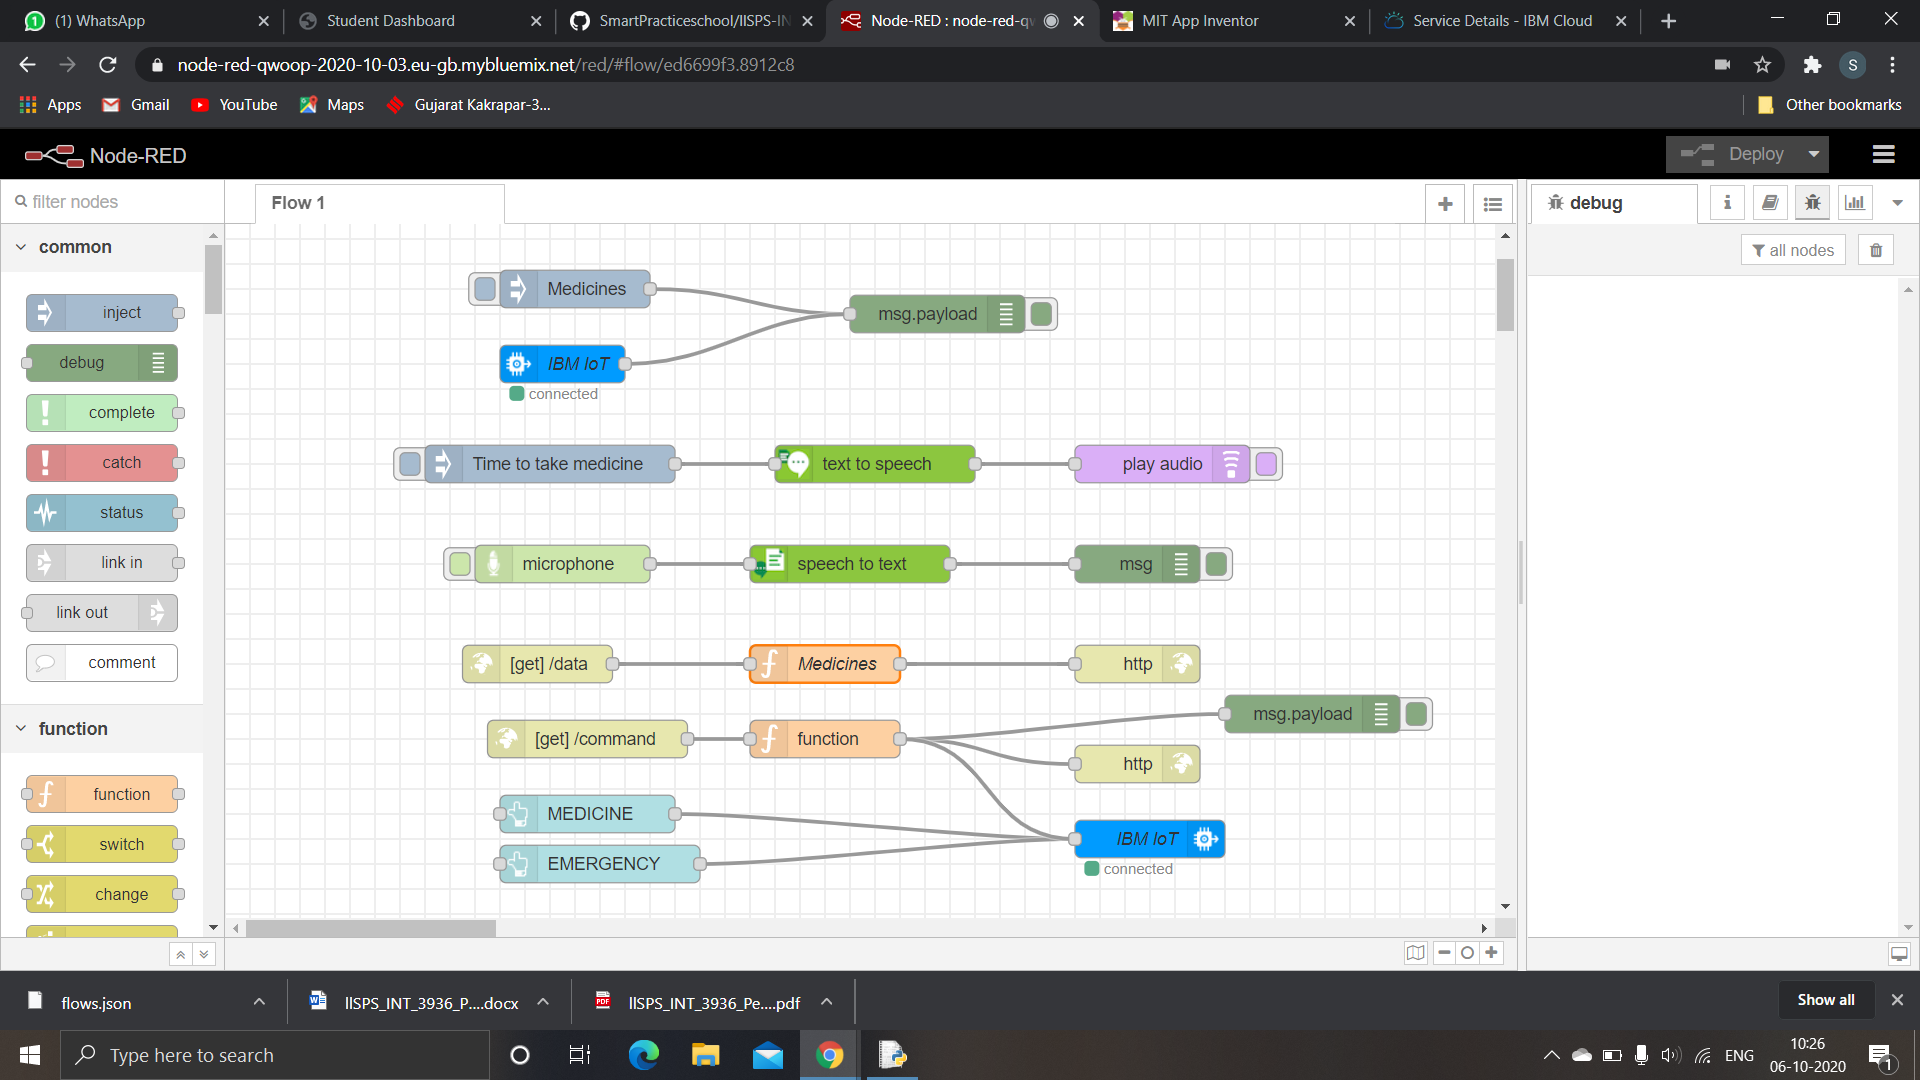 (1) WhatsApp
Student Dashboard
SmartPracticeschool/llSPS-IN
Node-RED : node-red-qw
MIT App Inventor
Service Details - IBM Cloud
node-red-qwoop-2020-10-03.eu-gb.mybluemix.net/red/#flow/ed6699f3.8912c8
S
Apps
Gmail
YouTube
Maps
Gujarat Kakrapar-3...
Other bookmarks
Node-RED
Deploy
filter nodes
Flow 1
debug
all nodes
common
inject
debug
complete
catch
status
link in
link out
comment
function
function
switch
change
Medicines
msg.payload
IBM IoT
connected
Time to take medicine
text to speech
play audio
microphone
speech to text
msg
[get] /data
Medicines
http
msg.payload
[get] /command
function
http
MEDICINE
IBM IoT
connected
EMERGENCY
flows.json
llSPS_INT_3936_P....docx
PDF
llSPS_INT_3936_Pe....pdf
Show all
Type here to search
ENG
10:26
06-10-2020
1